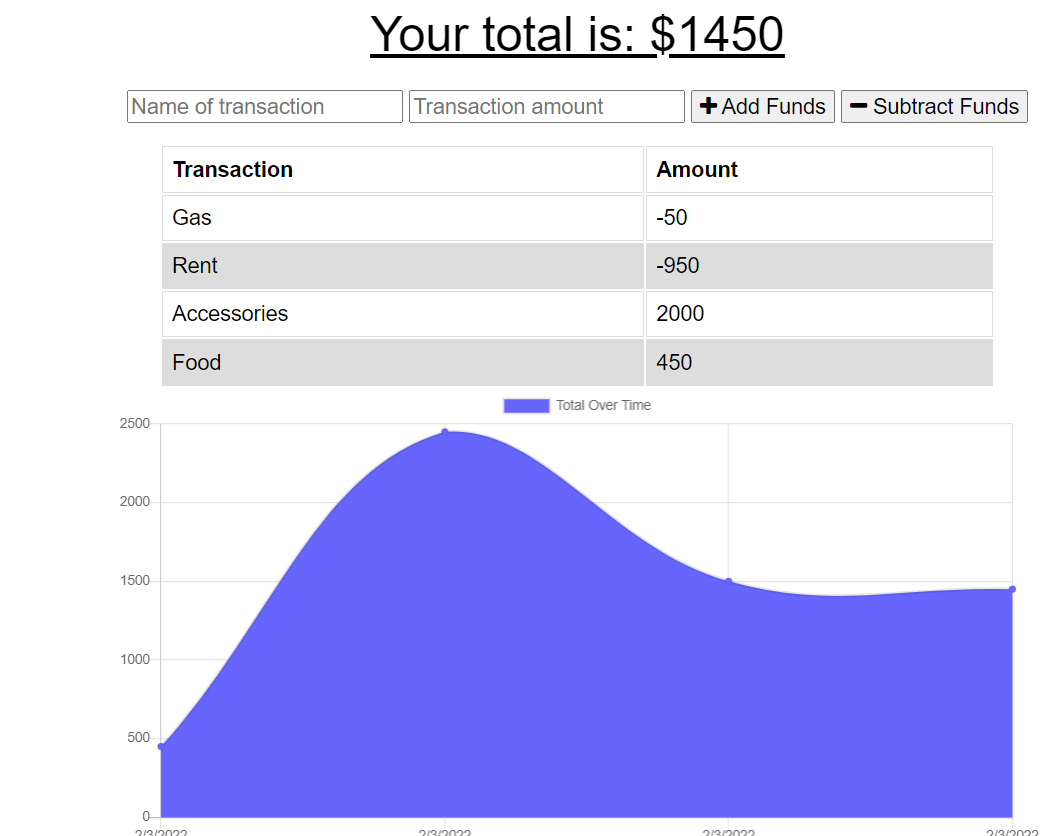 Your total is: $1450
Name of transaction Transaction amount Add Funds Subtract Funds
Transaction Amount
Gas -50
Rent -950
Accessories 2000
Food 450
Total Over Time
2500
2000
1500
1000
500
0
2/3/2022 2/3/2022 2/3/2022 2/3/2022